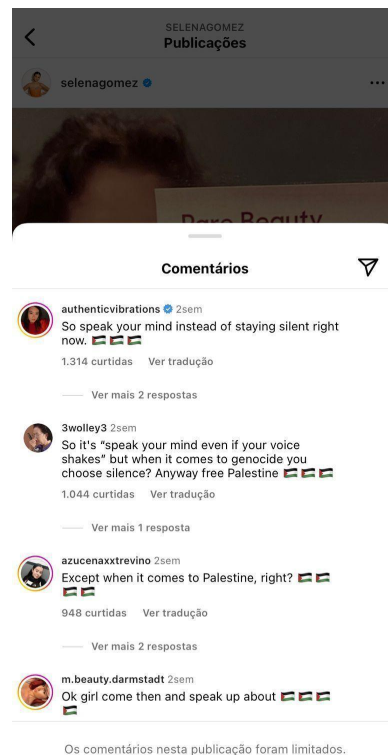 SELENAGOMEZ
Publicações
selenagomez
Rare Beauty
Comentários
authenticvibrations 2sem
So speak your mind instead of staying silent right
now. 🇵🇸 🇵🇸 🇵🇸
1.314 curtidas Ver tradução
Ver mais 2 respostas
3wolley3 2sem
So it's “speak your mind even if your voice
shakes” but when it comes to genocide you
choose silence? Anyway free Palestine 🇵🇸 🇵🇸 🇵🇸
1.044 curtidas Ver tradução
Ver mais 1 resposta
azucenaxxtrevino 2sem
Except when it comes to Palestine, right? 🇵🇸 🇵🇸
🇵🇸 🇵🇸
948 curtidas Ver tradução
Ver mais 2 respostas
m.beauty.darmstadt 2sem
Ok girl come then and speak up about 🇵🇸 🇵🇸 🇵🇸
🇵🇸
Os comentários nesta publicação foram limitados.